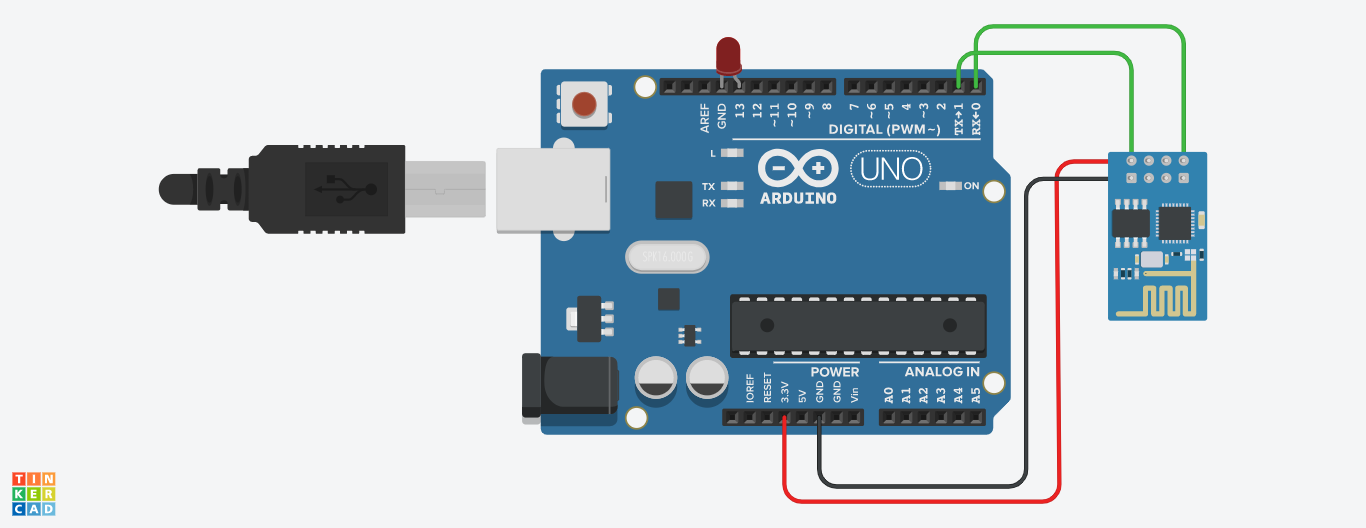 AREF
GND
13
12
~11
~10
~9
8
7
~6
~5
4
~3
2
TX→1
RX←0
DIGITAL (PWM~)
L
TX
RX
UNO
ON
ARDUINO
SPK16.000G
POWER
ANALOG IN
IOREF
RESET
3.3V
5V
GND
GND
Vin
A0
A1
A2
A3
A4
A5
TIN
KER
CAD